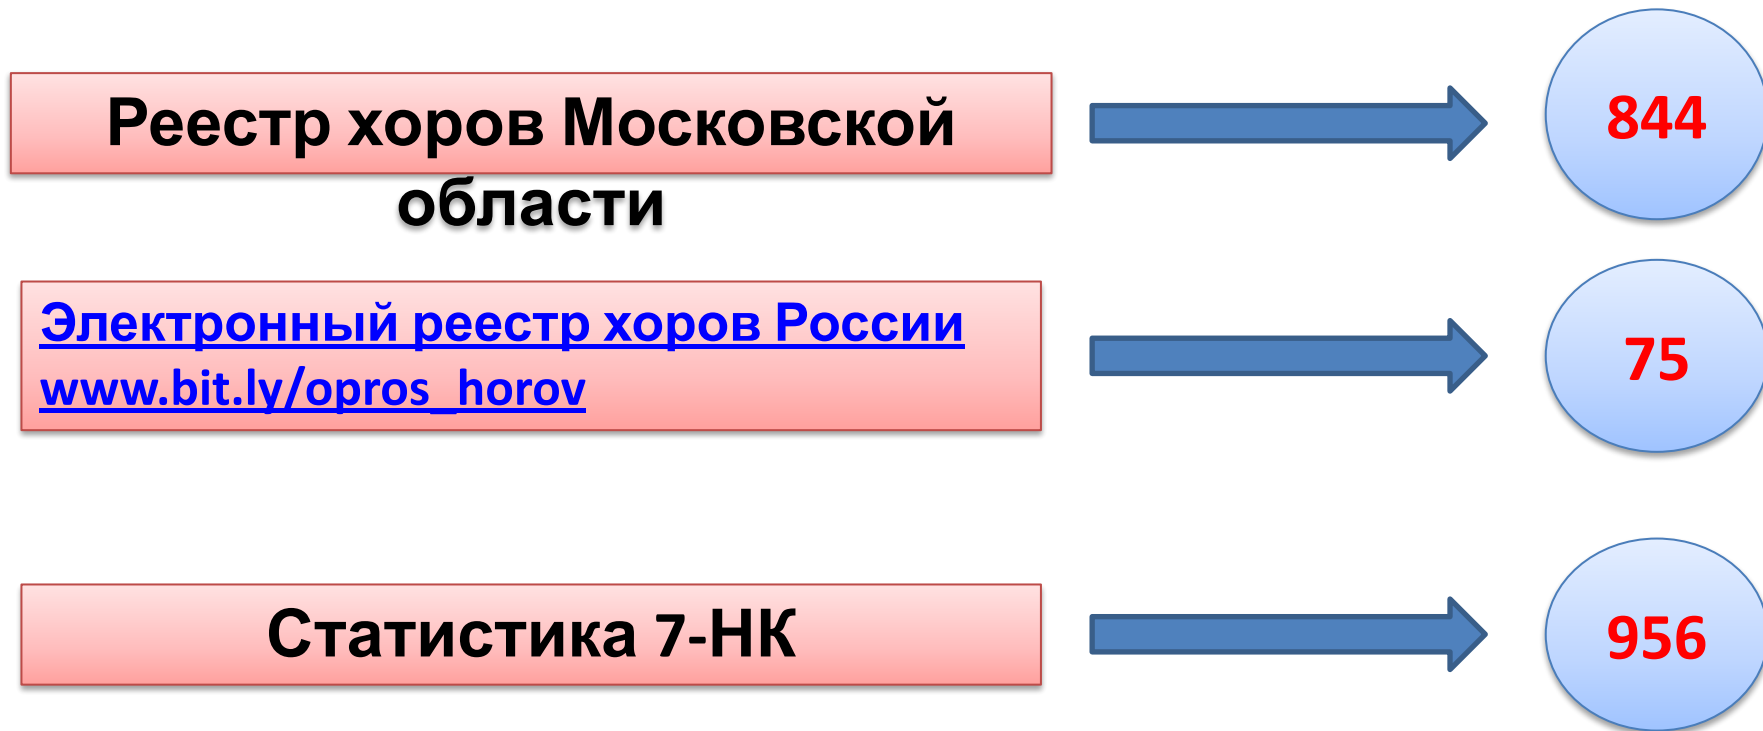 Реестр хоров Московской
области
844
Электронный реестр хоров России
www.bit.ly/opros_horov
75
Статистика 7-НК
956